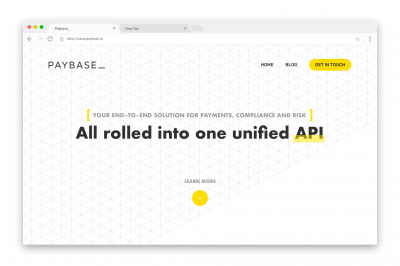 Paybase_
New Tab
http://www.paybase.io
PAYBASE_
HOME
BLOG
GET IN TOUCH
[ YOUR END–TO–END SOLUTION FOR PAYMENTS, COMPLIANCE AND RISK ]
All rolled into one unified API
LEARN MORE